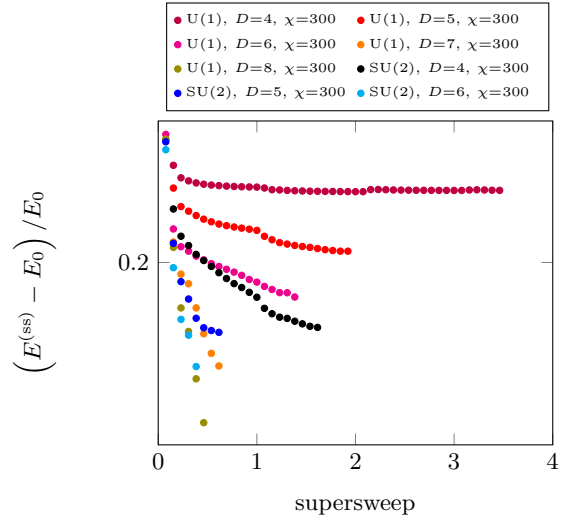 U(1), D=4, χ=300 U(1), D=5, χ=300
U(1), D=6, χ=300 U(1), D=7, χ=300
U(1), D=8, χ=300 SU(2), D=4, χ=300
SU(2), D=5, χ=300 SU(2), D=6, χ=300
0.2
(E^(ss) − E_0) /E_0
0 1 2 3 4
supersweep